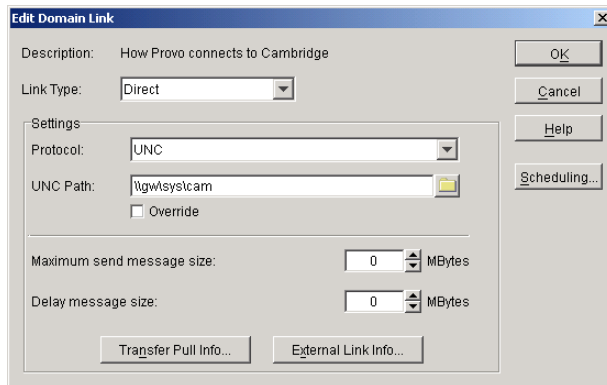 Edit Domain Link
Description: How Provo connects to Cambridge
OK
Link Type: Direct
Cancel
Settings
Help
Protocol: UNC
UNC Path: \\gw\sys\cam
Scheduling...
Override
Maximum send message size: 0 MBytes
Delay message size: 0 MBytes
Transfer Pull Info... External Link Info...